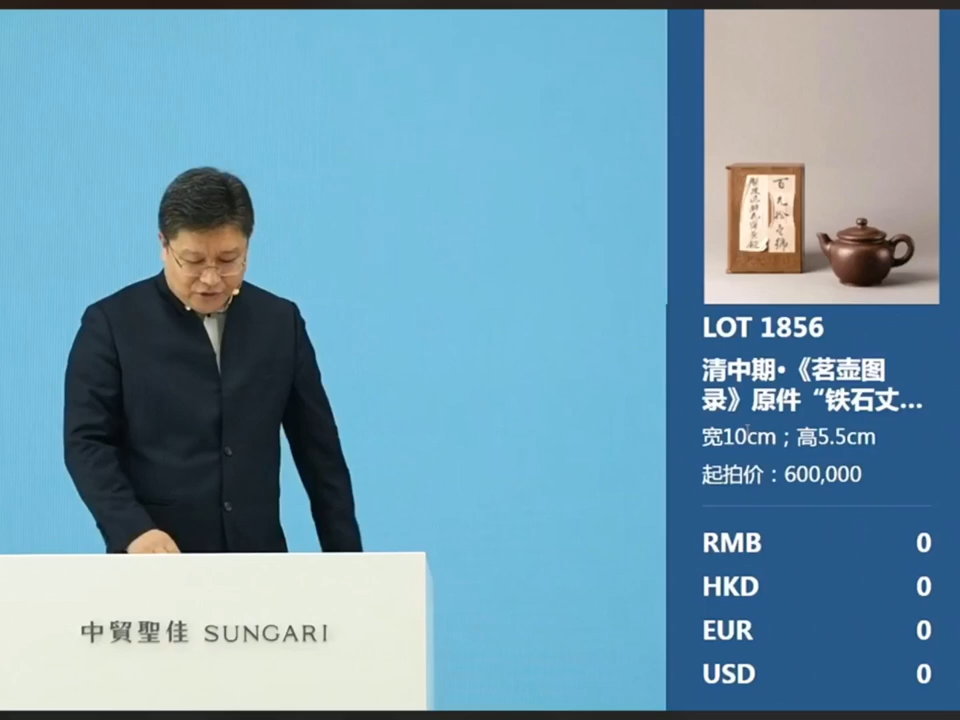 中貿聖佳 SUNGARI
LOT 1856
清中期•《茗壶图
录》原件“铁石丈...
宽10cm；高5.5cm
起拍价：600,000
RMB 0
HKD 0
EUR 0
USD 0